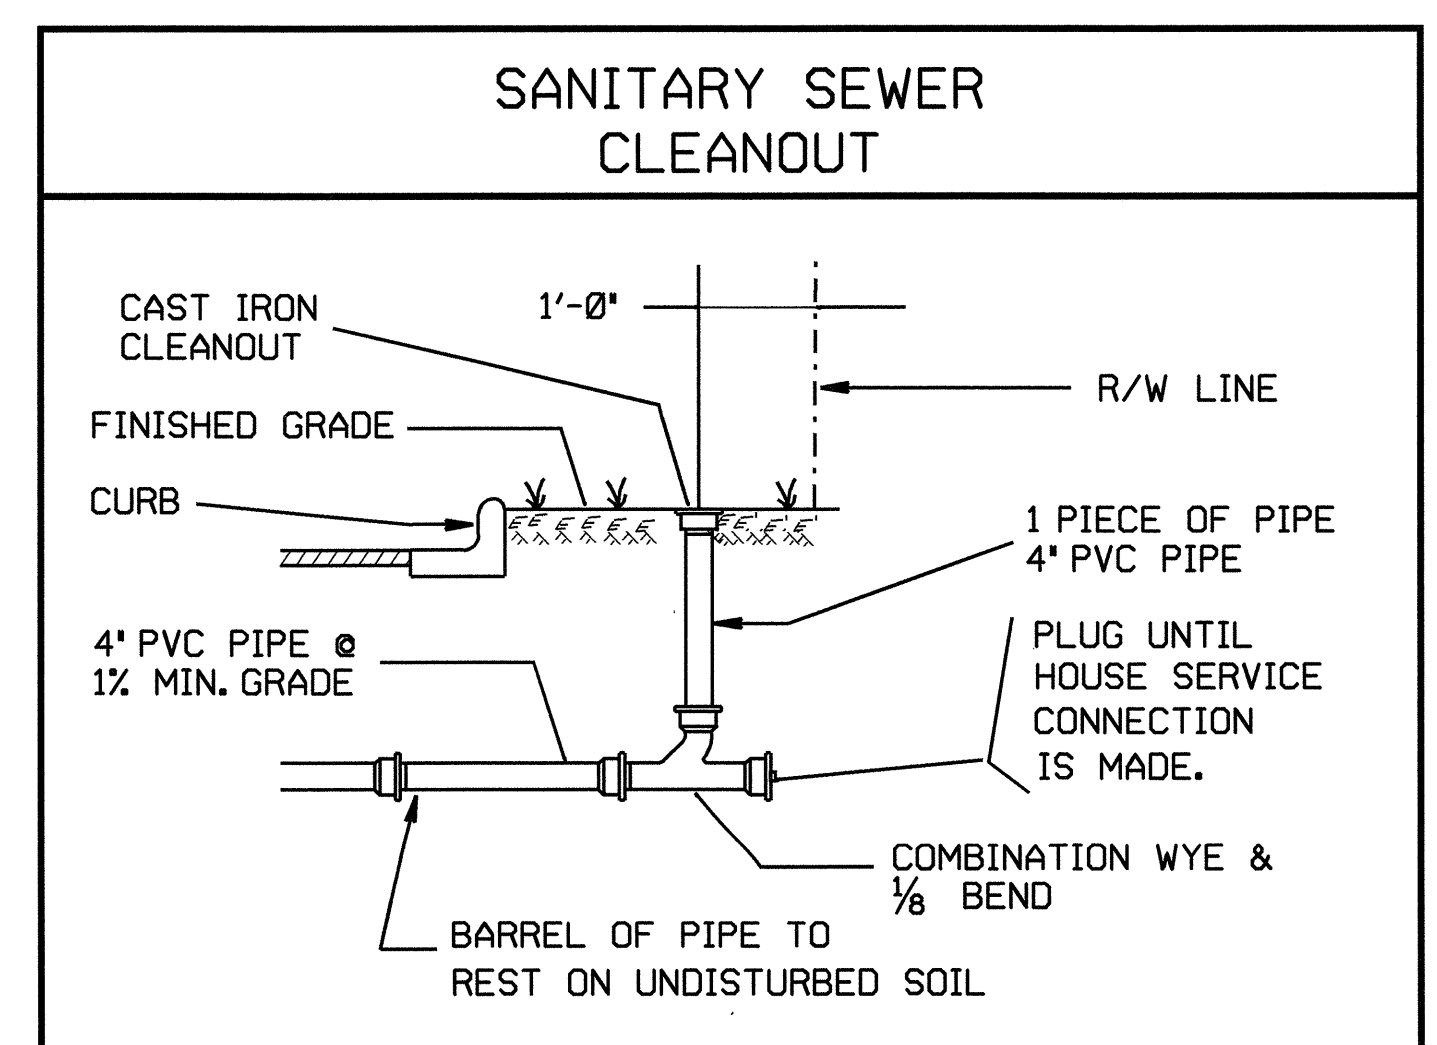 SANITARY SEWER
CLEANOUT
CAST IRON
CLEANOUT
1'-0"
R/W LINE
FINISHED GRADE
CURB
1 PIECE OF PIPE
4" PVC PIPE
4" PVC PIPE @
1% MIN. GRADE
PLUG UNTIL
HOUSE SERVICE
CONNECTION
IS MADE.
COMBINATION WYE &
1/8 BEND
BARREL OF PIPE TO
REST ON UNDISTURBED SOIL